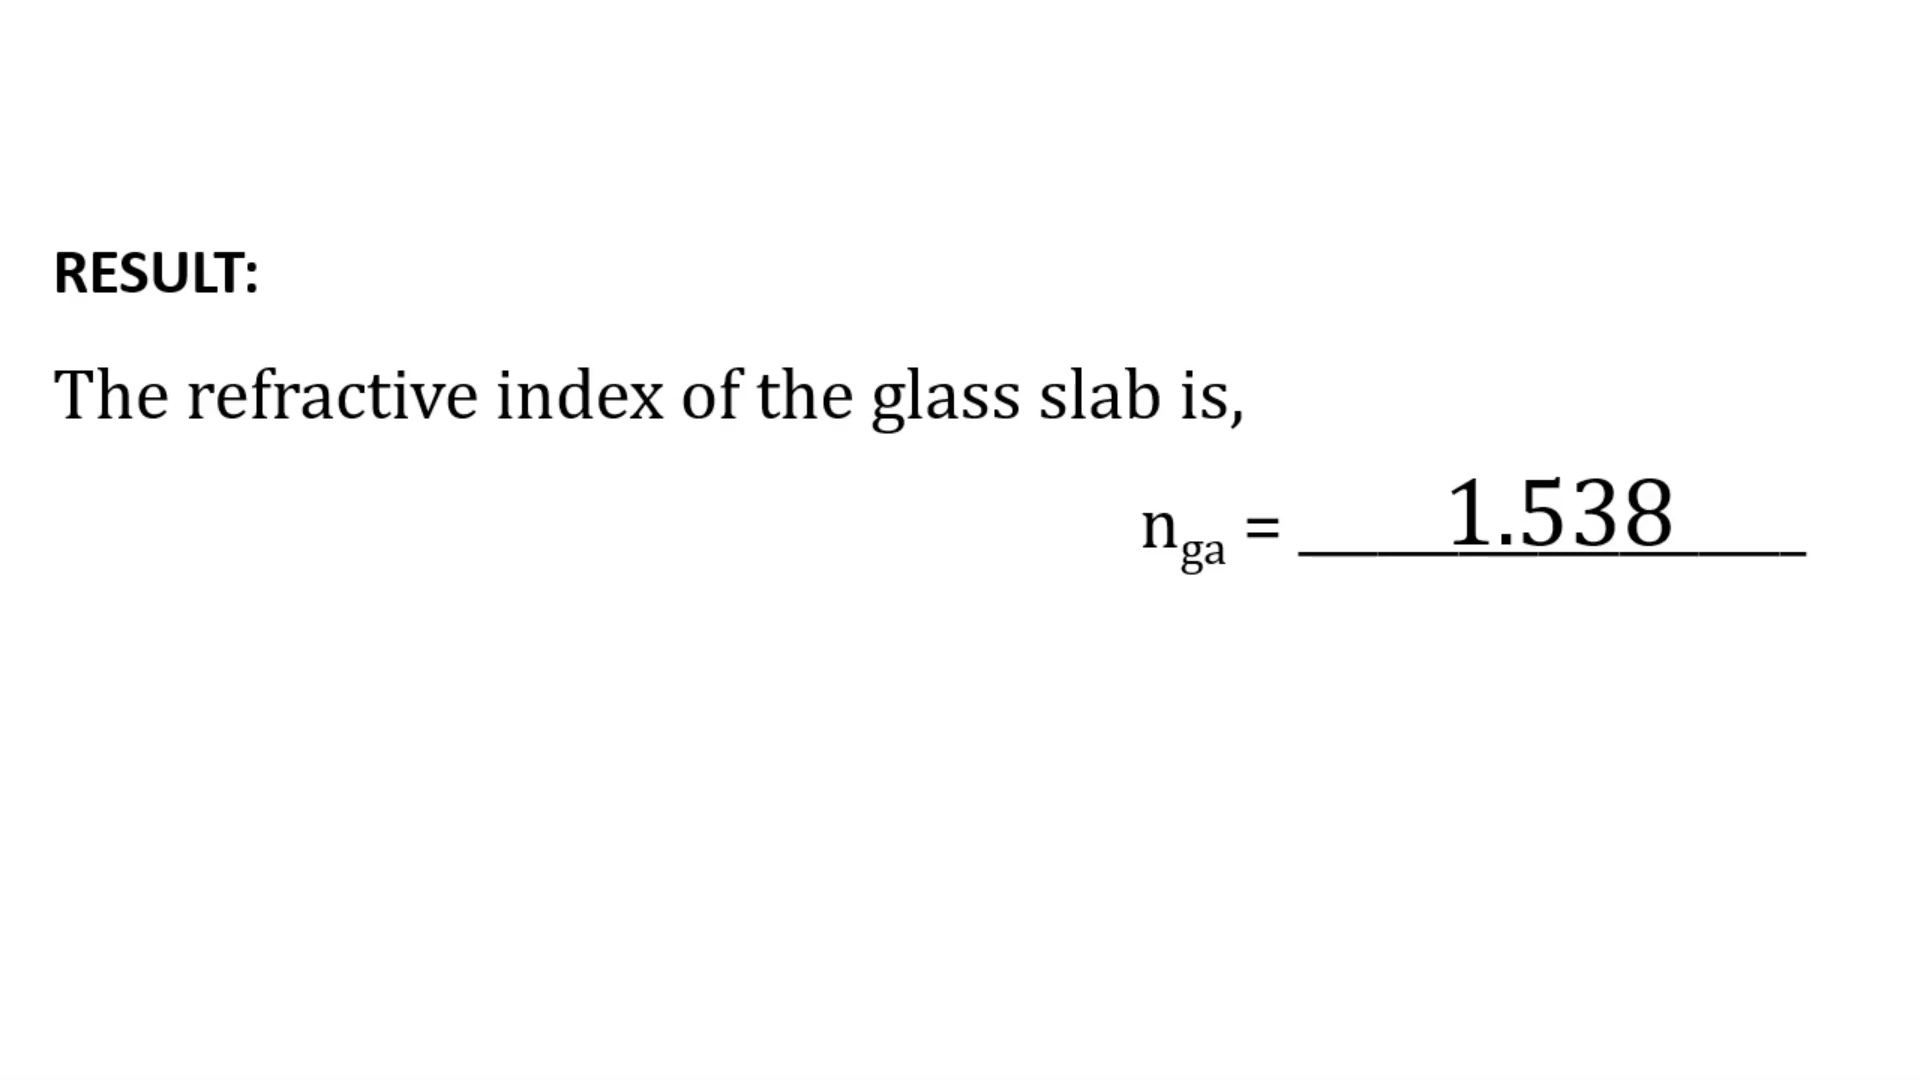 RESULT:
The refractive index of the glass slab is,
nga = 1.538